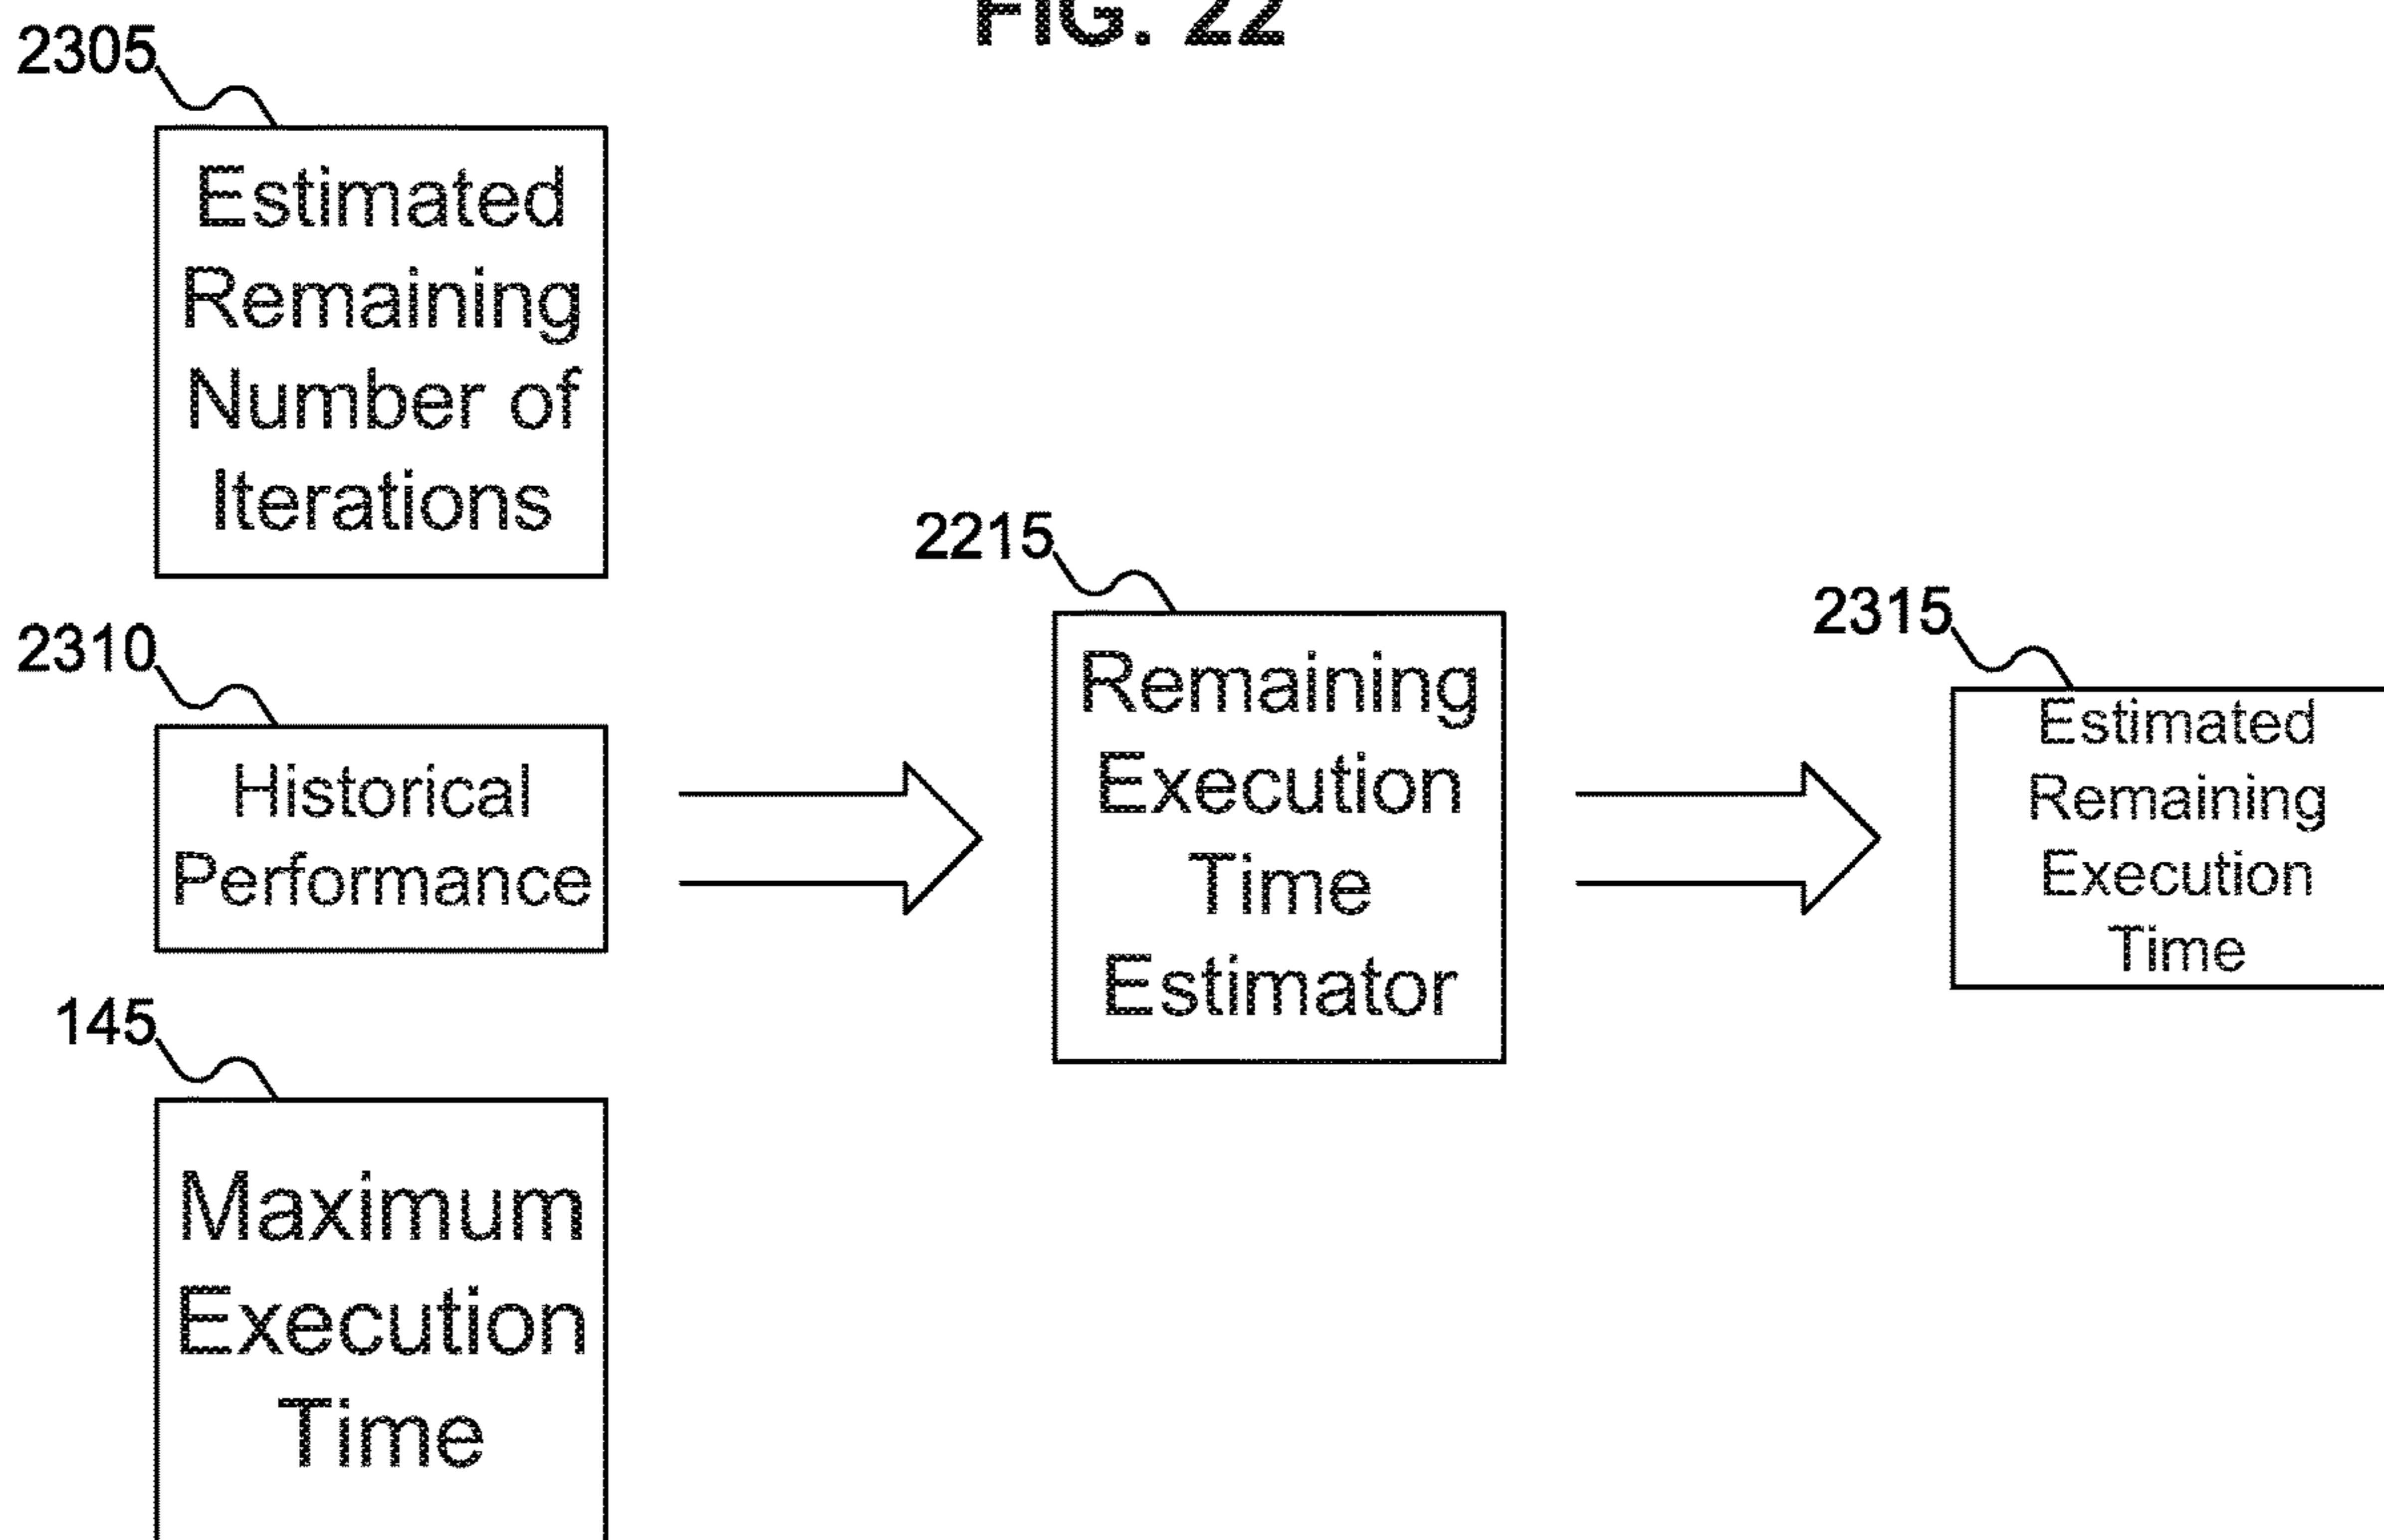 FIG. 22
2305
Estimated
Remaining
Number of
Iterations
2310
Historical
Performance
145
Maximum
Execution
Time
2215
Remaining
Execution
Time
Estimator
2315
Estimated
Remaining
Execution
Time